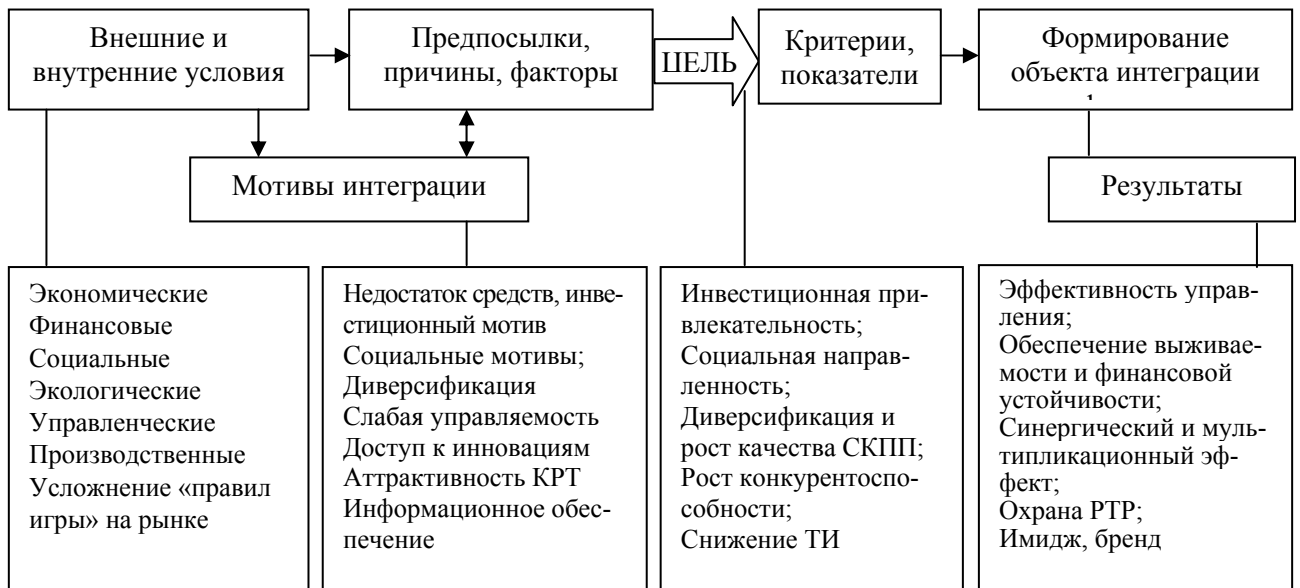 Внешние и
внутренние условия
Предпосылки,
причины, факторы
ЦЕЛЬ
Критерии,
показатели
Формирование
объекта интеграции
Мотивы интеграции
Результаты
Экономические
Финансовые
Социальные
Экологические
Управленческие
Производственные
Усложнение «правил
игры» на рынке
Недостаток средств, инве-
стиционный мотив
Социальные мотивы;
Диверсификация
Слабая управляемость
Доступ к инновациям
Аттрактивность КРТ
Информационное обес-
печение
Инвестиционная при-
влекательность;
Социальная направ-
ленность;
Диверсификация и
рост качества СКПП;
Рост конкурентоспо-
собности;
Снижение ТИ
Эффективность управ-
ления;
Обеспечение выживае-
мости и финансовой
устойчивости;
Синергический и муль-
типликационный эф-
фект;
Охрана РТР;
Имидж, бренд